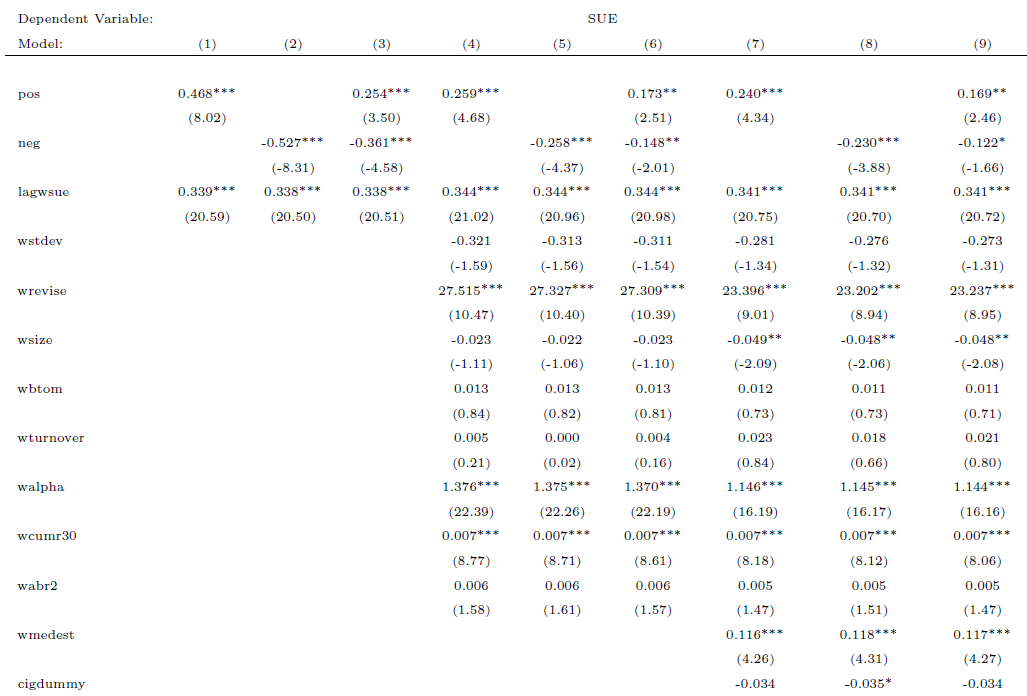 Dependent Variable: SUE
Model: (1) (2) (3) (4) (5) (6) (7) (8) (9)
pos 0.468*** 0.254*** 0.259*** 0.173** 0.240*** 0.169**
(8.02) (3.50) (4.68) (2.51) (4.34) (2.46)
neg -0.527*** -0.361*** -0.258*** -0.148** -0.230*** -0.122*
(-8.31) (-4.58) (-4.37) (-2.01) (-3.88) (-1.66)
lagwsue 0.339*** 0.338*** 0.338*** 0.344*** 0.344*** 0.344*** 0.341*** 0.341*** 0.341***
(20.59) (20.50) (20.51) (21.02) (20.96) (20.98) (20.75) (20.70) (20.72)
wstdev -0.321 -0.313 -0.311 -0.281 -0.276 -0.273
(-1.59) (-1.56) (-1.54) (-1.34) (-1.32) (-1.31)
wrevise 27.515*** 27.327*** 27.309*** 23.396*** 23.202*** 23.237***
(10.47) (10.40) (10.39) (9.01) (8.94) (8.95)
wsize -0.023 -0.022 -0.023 -0.049** -0.048** -0.048**
(-1.11) (-1.06) (-1.10) (-2.09) (-2.06) (-2.08)
wbtom 0.013 0.013 0.013 0.012 0.011 0.011
(0.84) (0.82) (0.81) (0.73) (0.73) (0.71)
wturnover 0.005 0.000 0.004 0.023 0.018 0.021
(0.21) (0.02) (0.16) (0.84) (0.66) (0.80)
walpha 1.376*** 1.375*** 1.370*** 1.146*** 1.145*** 1.144***
(22.39) (22.26) (22.19) (16.19) (16.17) (16.16)
wcumr30 0.007*** 0.007*** 0.007*** 0.007*** 0.007*** 0.007***
(8.77) (8.71) (8.61) (8.18) (8.12) (8.06)
wabr2 0.006 0.006 0.006 0.005 0.005 0.005
(1.58) (1.61) (1.57) (1.47) (1.51) (1.47)
wmedest 0.116*** 0.118*** 0.117***
(4.26) (4.31) (4.27)
cigdummy -0.034 -0.035* -0.034